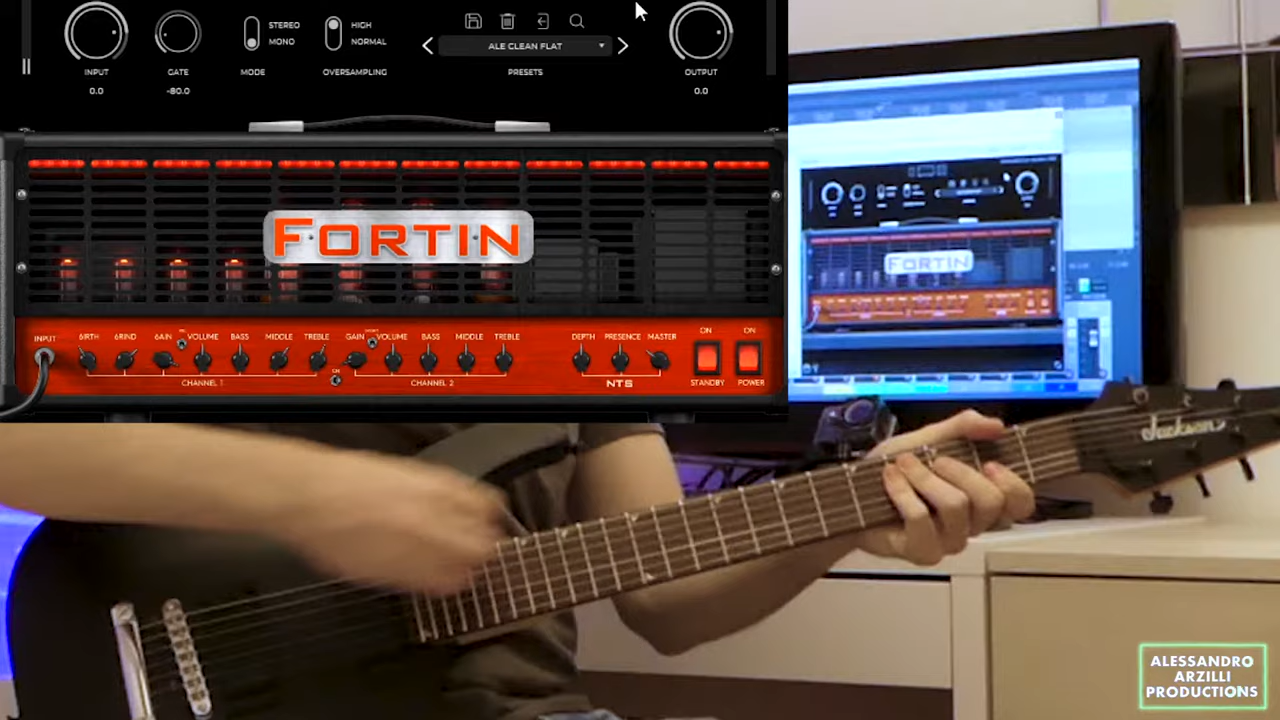 STEREO
MONO
HIGH
NORMAL
ALE CLEAN FLAT
INPUT
GATE
MODE
OVERSAMPLING
PRESETS
OUTPUT
0.0
-80.0
0.0
FORTIN
INPUT
6IRTH
6RIND
6AIN
VOLUME
BASS
MIDDLE
TREBLE
GAIN
VOLUME
BASS
MIDDLE
TREBLE
DEPTH
PRESENCE
MASTER
ON
ON
CHANNEL 1
ON
CHANNEL 2
NTS
STANDBY
POWER
FORTIN
Jackson
ALESSANDRO
ARZILLI
PRODUCTIONS